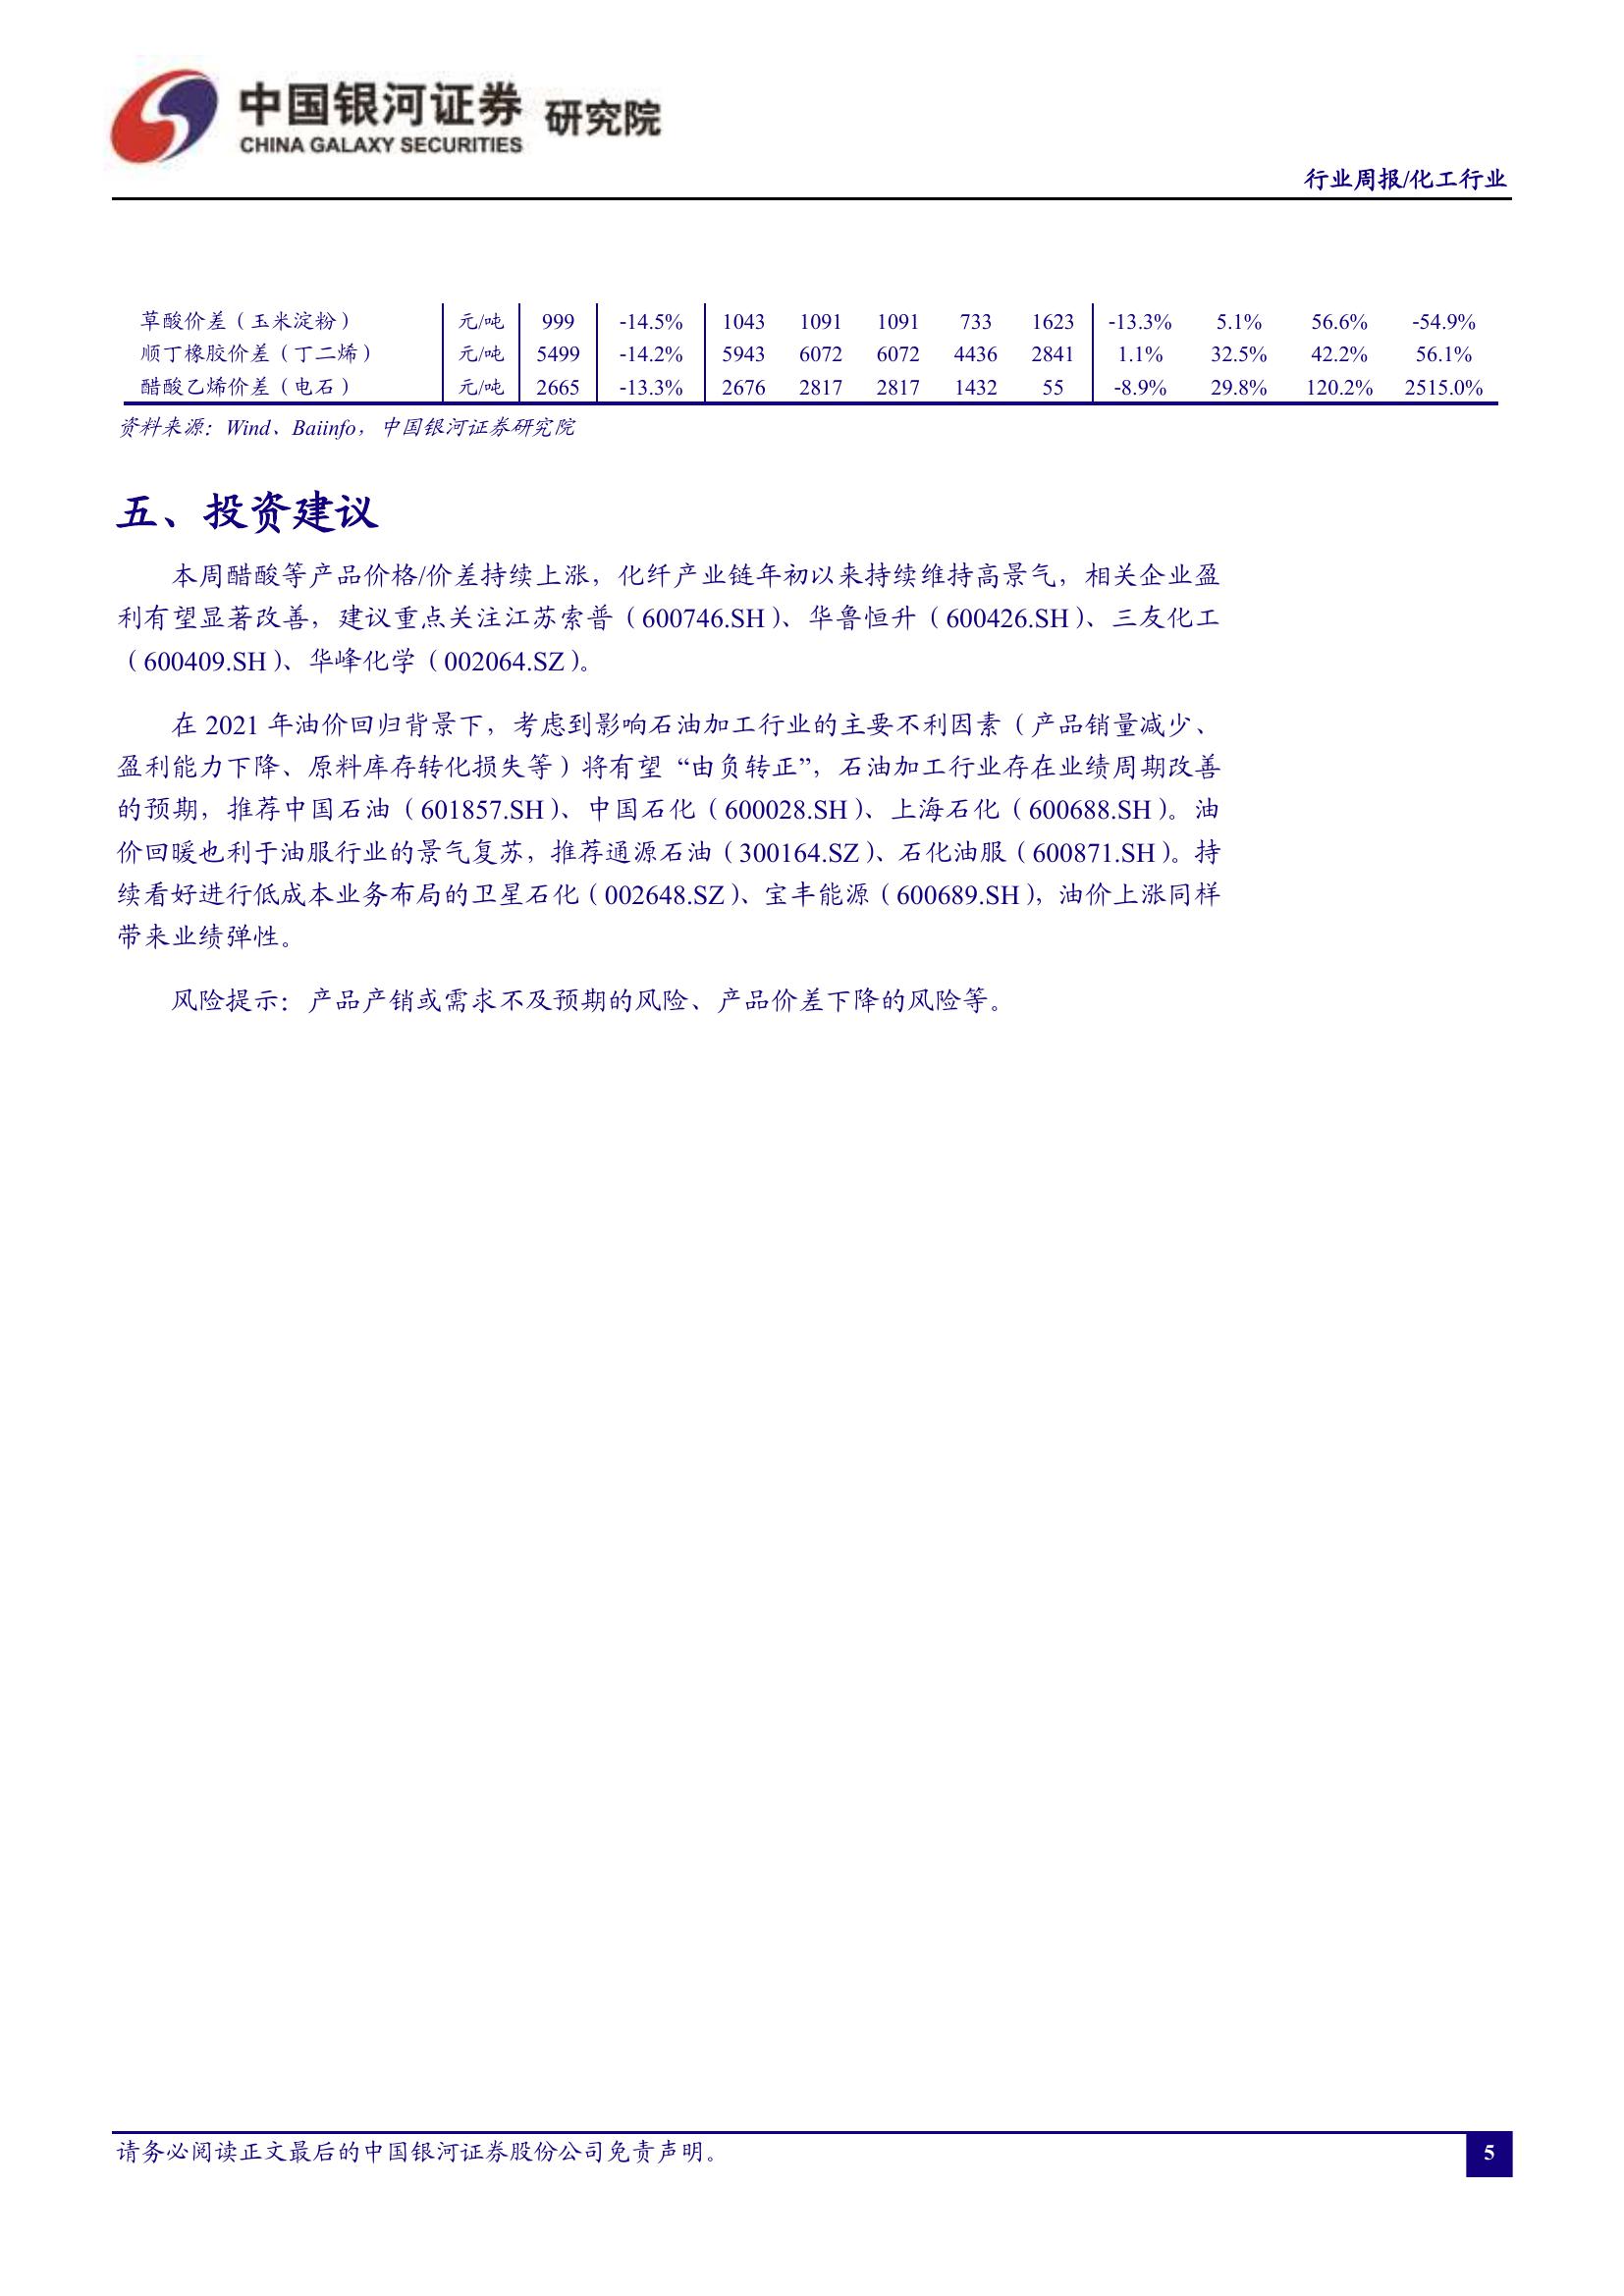 中国银河证券 研究院
CHINA GALAXY SECURITIES
行业周报/化工行业
草酸价差（玉米淀粉） 元/吨 999 -14.5% 1043 1091 1091 733 1623 -13.3% 5.1% 56.6% -54.9%
顺丁橡胶价差（丁二烯） 元/吨 5499 -14.2% 5943 6072 6072 4436 2841 1.1% 32.5% 42.2% 56.1%
醋酸乙烯价差（电石） 元/吨 2665 -13.3% 2676 2817 2817 1432 55 -8.9% 29.8% 120.2% 2515.0%
资料来源：Wind、Baiinfo，中国银河证券研究院
五、投资建议
本周醋酸等产品价格/价差持续上涨，化纤产业链年初以来持续维持高景气，相关企业盈
利有望显著改善，建议重点关注江苏索普（600746.SH）、华鲁恒升（600426.SH）、三友化工
（600409.SH）、华峰化学（002064.SZ）。
在 2021 年油价回归背景下，考虑到影响石油加工行业的主要不利因素（产品销量减少、
盈利能力下降、原料库存转化损失等）将有望“由负转正”，石油加工行业存在业绩周期改善
的预期，推荐中国石油（601857.SH）、中国石化（600028.SH）、上海石化（600688.SH）。油
价回暖也利于油服行业的景气复苏，推荐通源石油（300164.SZ）、石化油服（600871.SH）。持
续看好进行低成本业务布局的卫星石化（002648.SZ）、宝丰能源（600689.SH），油价上涨同样
带来业绩弹性。
风险提示：产品产销或需求不及预期的风险、产品价差下降的风险等。
请务必阅读正文最后的中国银河证券股份公司免责声明。
5